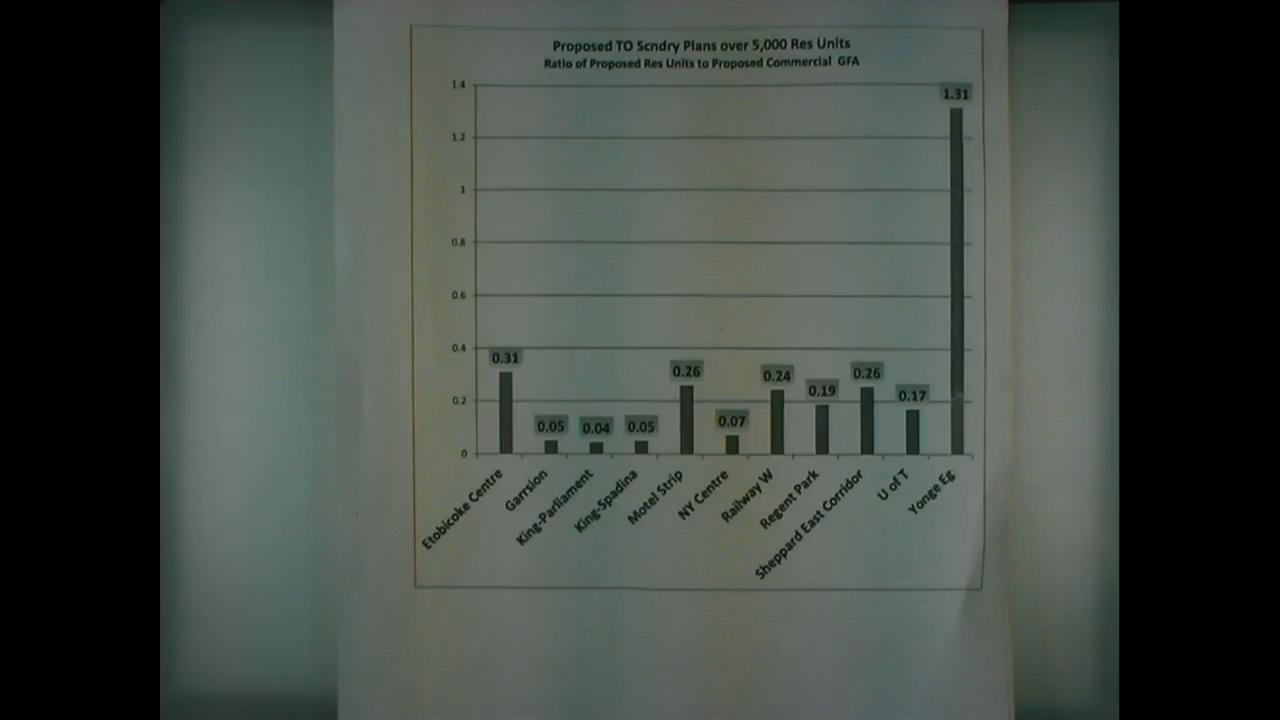 Proposed TO Scndry Plans over 5,000 Res Units
Ratio of Proposed Res Units to Proposed Commercial GFA
1.4
1.2
1
0.8
0.6
0.4
0.2
0
0.31
0.05
0.04
0.05
0.26
0.07
0.24
0.19
0.26
0.17
1.31
Etobicoke Centre
Garrsion
King-Parliament
King-Spadina
Motel Strip
NY Centre
Railway W
Regent Park
Sheppard East Corridor
U of T
Yonge Eg